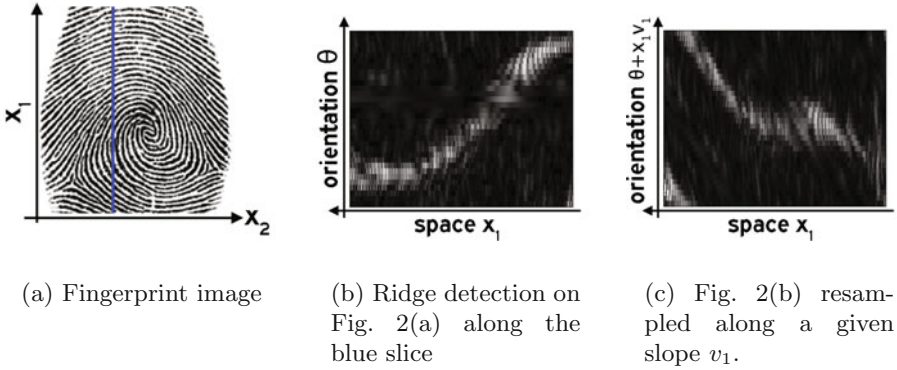 x₁
x₂
orientation θ
space x₁
orientation θ+x₁v₁
space x₁
(a) Fingerprint image
(b) Ridge detection on
Fig. 2(a) along the
blue slice
(c) Fig. 2(b) resam-
pled along a given
slope v₁.